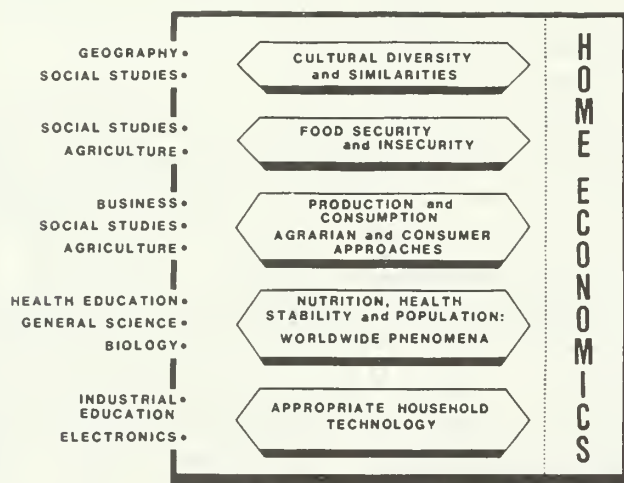 GEOGRAPHY•
SOCIAL STUDIES•
CULTURAL DIVERSITY
and SIMILARITIES
SOCIAL STUDIES•
AGRICULTURE•
FOOD SECURITY
and INSECURITY
BUSINESS•
SOCIAL STUDIES•
AGRICULTURE•
PRODUCTION and
CONSUMPTION
AGRARIAN and CONSUMER
APPROACHES
HEALTH EDUCATION•
GENERAL SCIENCE•
BIOLOGY•
NUTRITION, HEALTH
STABILITY and POPULATION:
WORLDWIDE PHENOMENA
INDUSTRIAL•
EDUCATION
ELECTRONICS•
APPROPRIATE HOUSEHOLD
TECHNOLOGY
HOME ECONOMICS